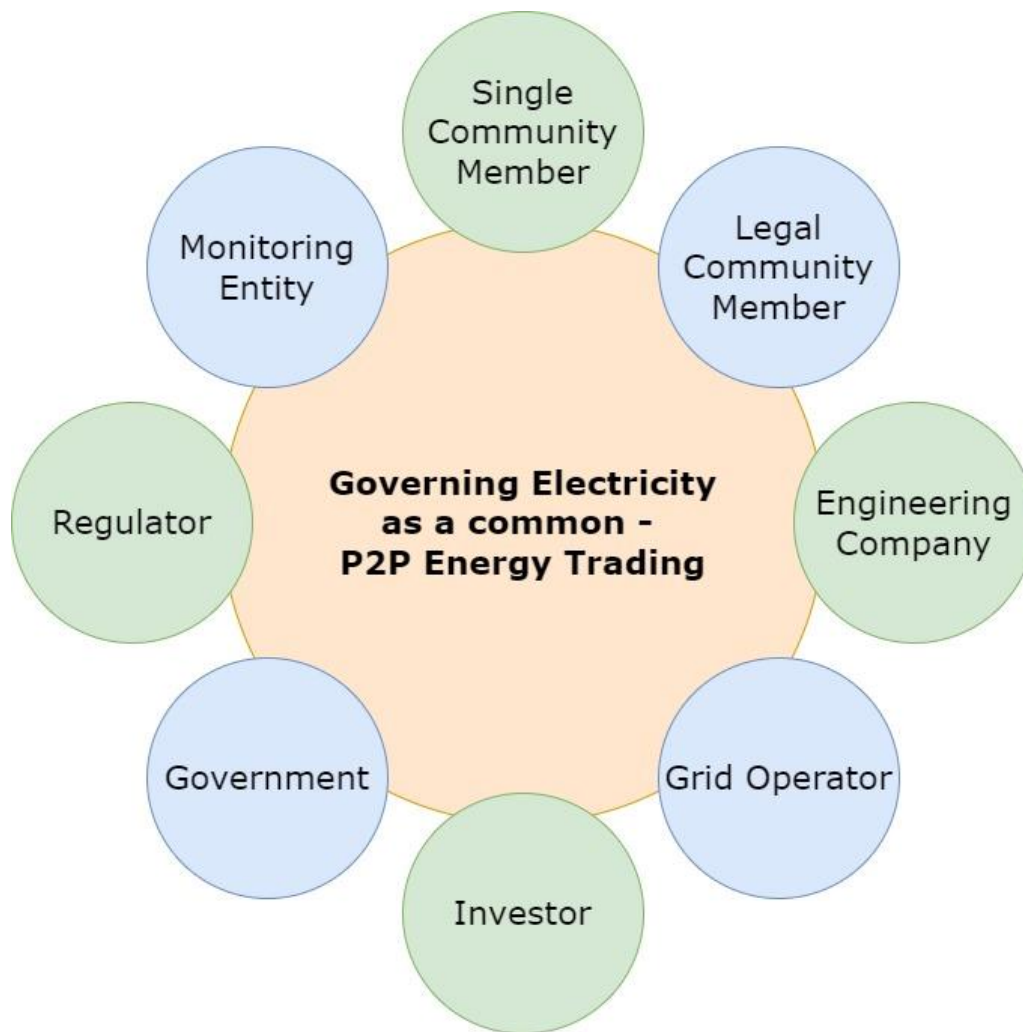 Single
Community
Member
Legal
Community
Member
Engineering
Company
Grid Operator
Investor
Government
Regulator
Monitoring
Entity
Governing Electricity
as a common -
P2P Energy Trading